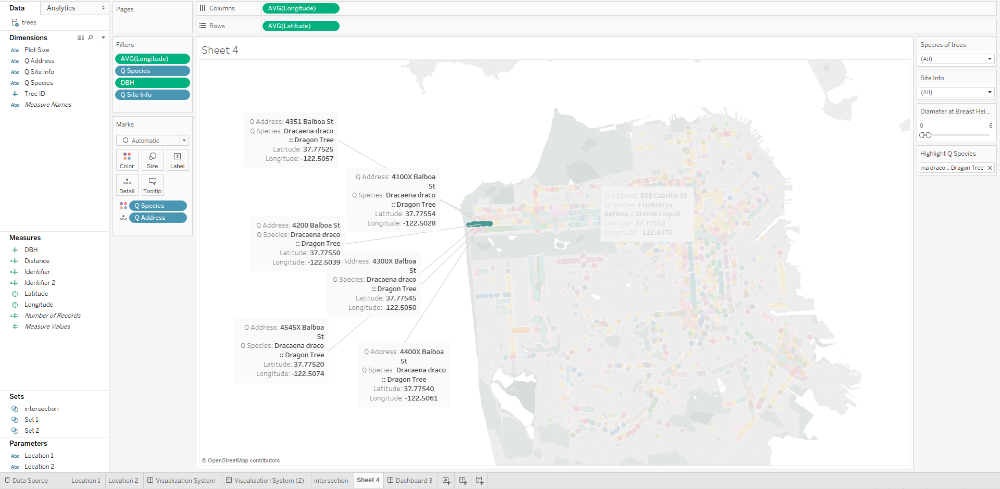 Data
Analytics
trees
Dimensions
Abc Plot Size
Abc Q Address
Abc Q Site Info
Abc Q Species
Tree ID
Abc Measure Names
Measures
DBH
Distance
Identifier
Identifier 2
Latitude
Longitude
Number of Records
Measure Values
Sets
intersection
Set 1
Set 2
Parameters
Abc Location 1
Abc Location 2
Pages
Filters
AVG(Longitude)
Q Species
DBH
Q Site Info
Marks
Automatic
Color Size Label
Detail Tooltip
Q Species
Q Address
Columns AVG(Longitude)
Rows AVG(Latitude)
Sheet 4
Q Address: 4351 Balboa St
Q Species: Dracaena draco
:: Dragon Tree
Latitude: 37.77525
Longitude: -122.5057
Q Address: 4100X Balboa
St
Q Species: Dracaena draco
:: Dragon Tree
Latitude: 37.77554
Longitude: -122.5028
Q Address: 4200 Balboa St
Q Species: Dracaena draco
:: Dragon Tree
Latitude: 37.77550
Longitude: -122.5039
Address: 4300X Balboa
St
Q Species: Dracaena draco
:: Dragon Tree
Latitude: 37.77545
Longitude: -122.5050
Q Address: 4545X Balboa
St
Q Species: Dracaena draco
:: Dragon Tree
Latitude: 37.77520
Longitude: -122.5074
Q Address: 4400X Balboa
St
Q Species: Dracaena draco
:: Dragon Tree
Latitude: 37.77540
Longitude: -122.5061
Q Address: 825 Cabrillo St
Q Species: Eriobotrya
deflexa :: Bronze Loquat
Latitude: 37.77512
Longitude: -122.4676
© OpenStreetMap contributors
Species of trees
(All)
Site Info
(All)
Diameter at Breast Hei...
0 6
Highlight Q Species
ena draco :: Dragon Tree
Data Source
Location 1
Location 2
Visualization System
Visualization System (2)
intersection
Sheet 4
Dashboard 3